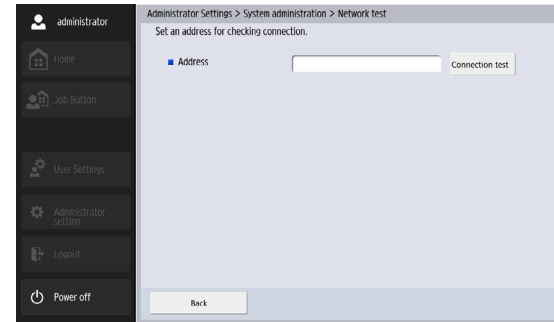 administrator
Home
Job Button
User Settings
Administrator
setting
Logout
Power off
Administrator Settings > System administration > Network test
Set an address for checking connection.
Address
Connection test
Back